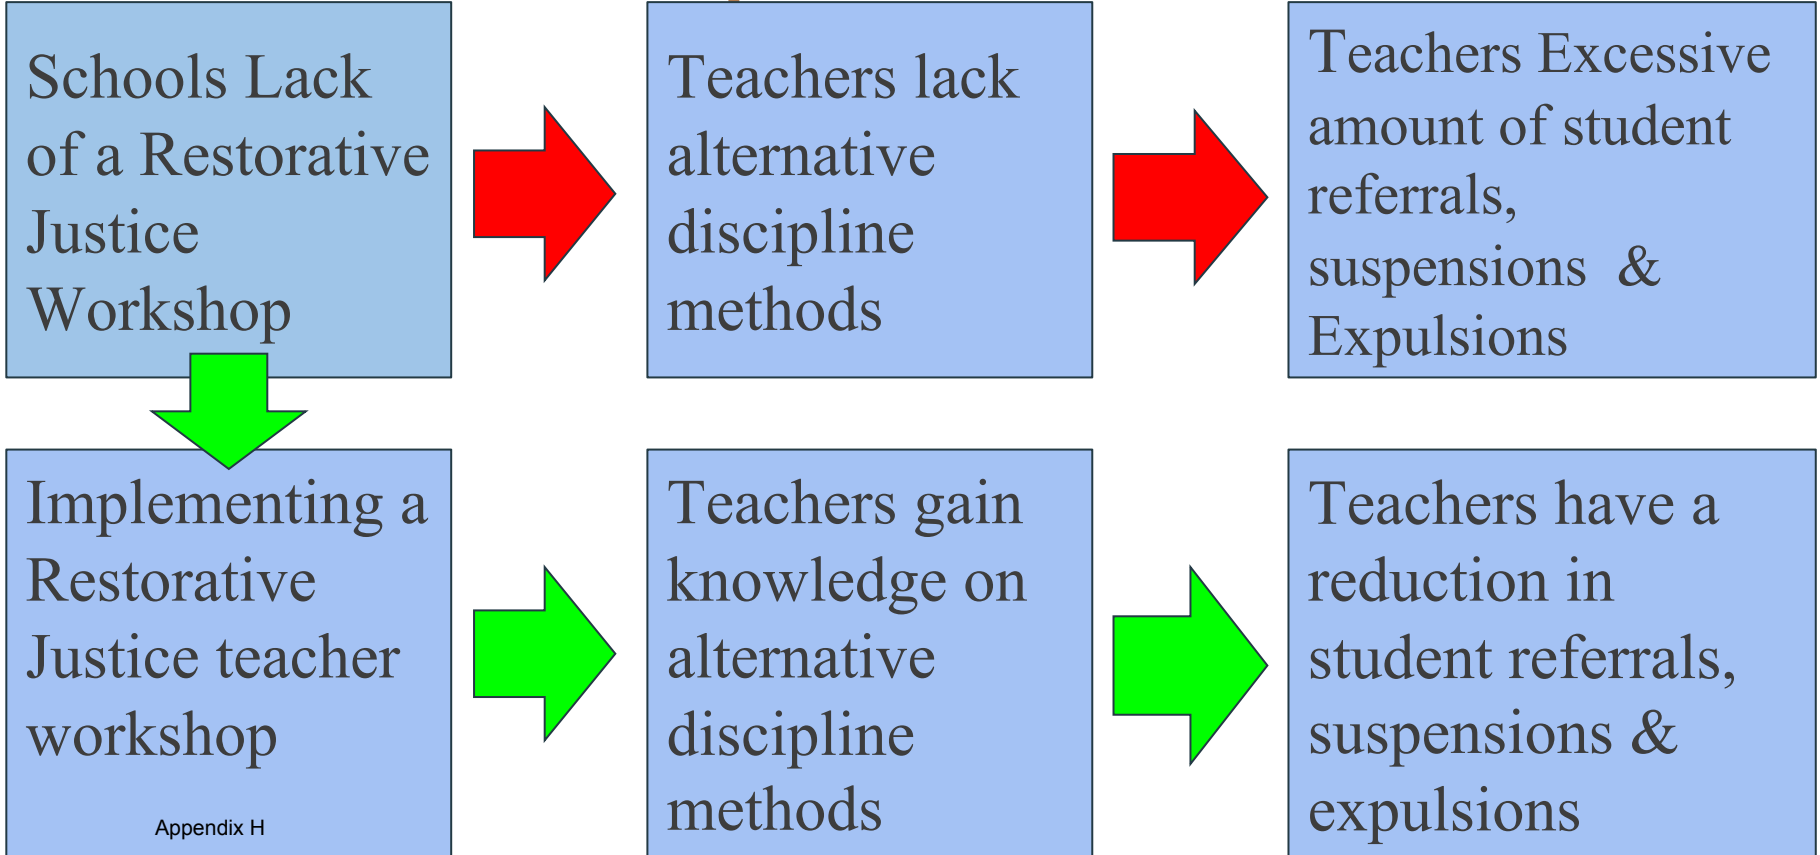 Schools Lack
of a Restorative
Justice
Workshop
Teachers lack
alternative
discipline
methods
Teachers Excessive
amount of student
referrals,
suspensions  &
Expulsions
Implementing a
Restorative
Justice teacher
workshop
Appendix H
Teachers gain
knowledge on
alternative
discipline
methods
Teachers have a
reduction in
student referrals,
suspensions &
expulsions